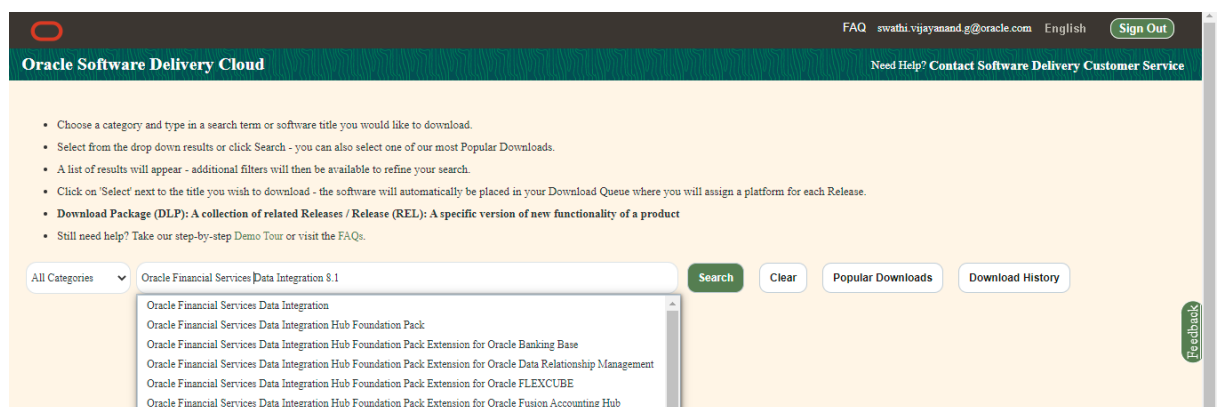 FAQ swathi.vijayanand.g@oracle.com English Sign Out
Oracle Software Delivery Cloud Need Help? Contact Software Delivery Customer Service
• Choose a category and type in a search term or software title you would like to download.
• Select from the drop down results or click Search - you can also select one of our most Popular Downloads.
• A list of results will appear - additional filters will then be available to refine your search.
• Click on 'Select' next to the title you wish to download - the software will automatically be placed in your Download Queue where you will assign a platform for each Release.
• Download Package (DLP): A collection of related Releases / Release (REL): A specific version of new functionality of a product
• Still need help? Take our step-by-step Demo Tour or visit the FAQs.
All Categories Oracle Financial Services Data Integration 8.1 Search Clear Popular Downloads Download History
Oracle Financial Services Data Integration
Oracle Financial Services Data Integration Hub Foundation Pack
Oracle Financial Services Data Integration Hub Foundation Pack Extension for Oracle Banking Base
Oracle Financial Services Data Integration Hub Foundation Pack Extension for Oracle Data Relationship Management
Oracle Financial Services Data Integration Hub Foundation Pack Extension for Oracle FLEXCUBE
Oracle Financial Services Data Integration Hub Foundation Pack Extension for Oracle Fusion Accounting Hub
Feedback